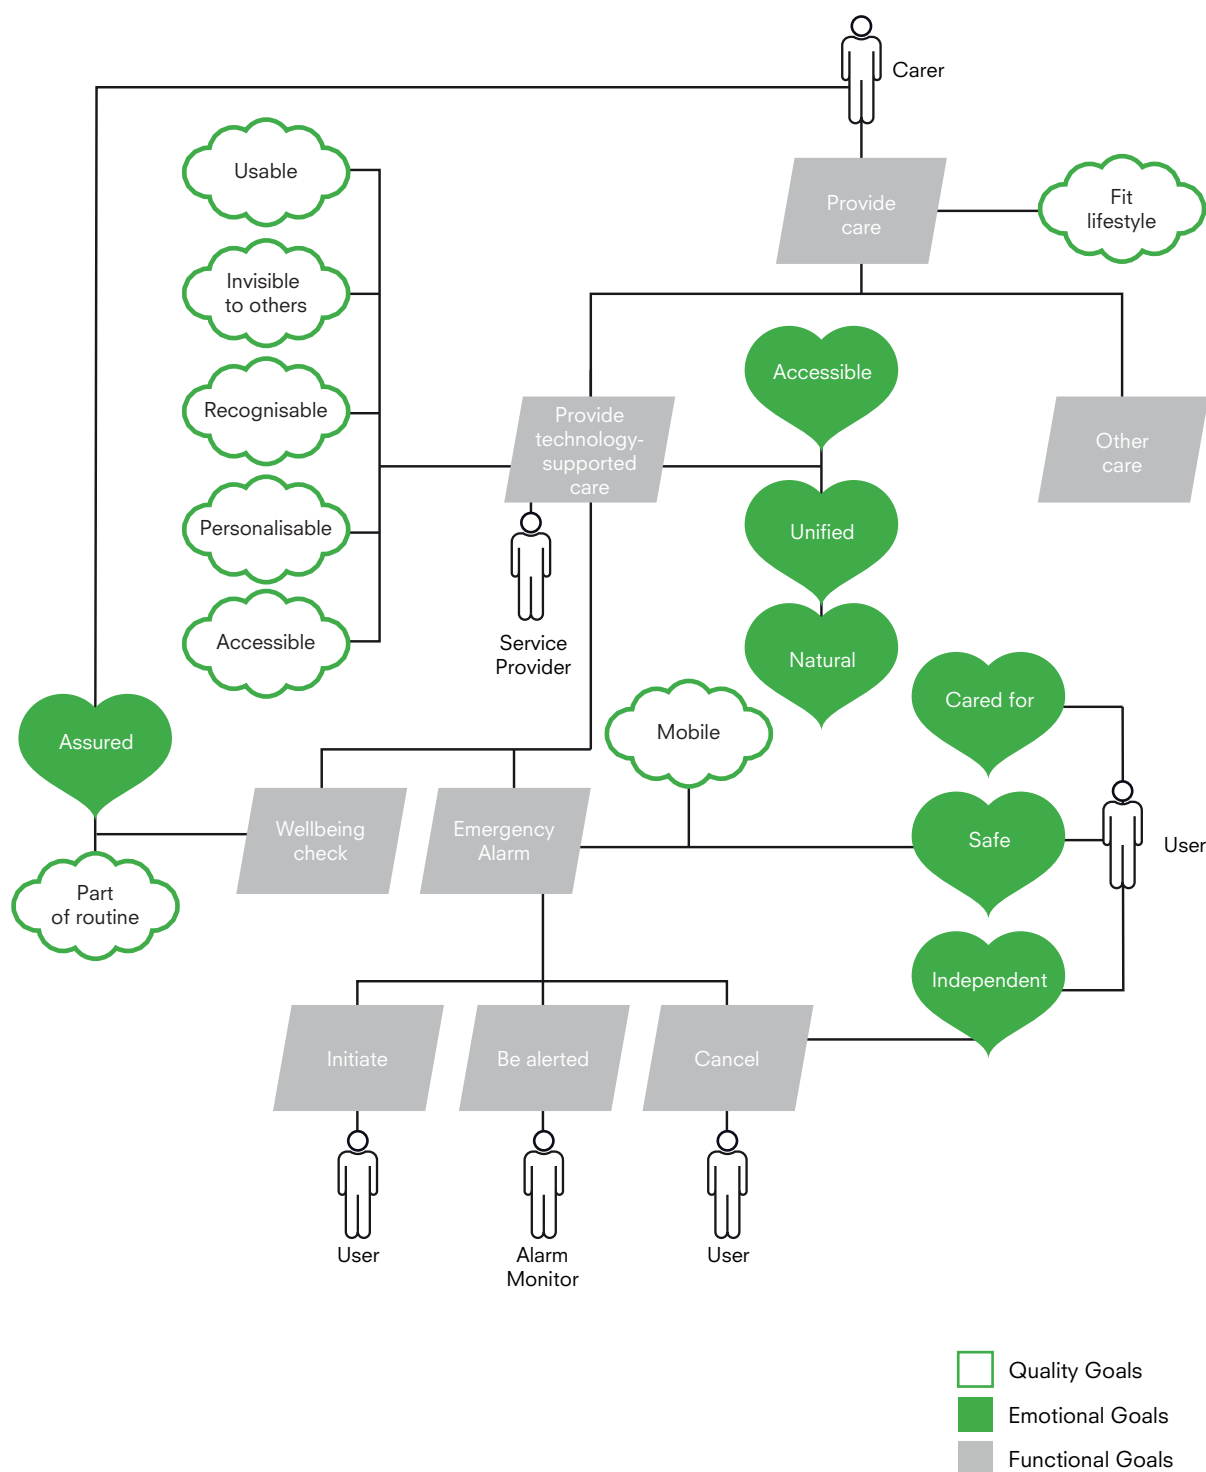 Carer
Usable
Provide
care
Fit
lifestyle
Invisible
to others
Accessible
Recognisable
Provide
technology-
supported
care
Other
care
Personalisable
Unified
Accessible
Service
Provider
Natural
Cared for
Mobile
Assured
Wellbeing
check
Emergency
Alarm
Safe
User
Part
of routine
Independent
Initiate
Be alerted
Cancel
User
Alarm
Monitor
User
Quality Goals
Emotional Goals
Functional Goals